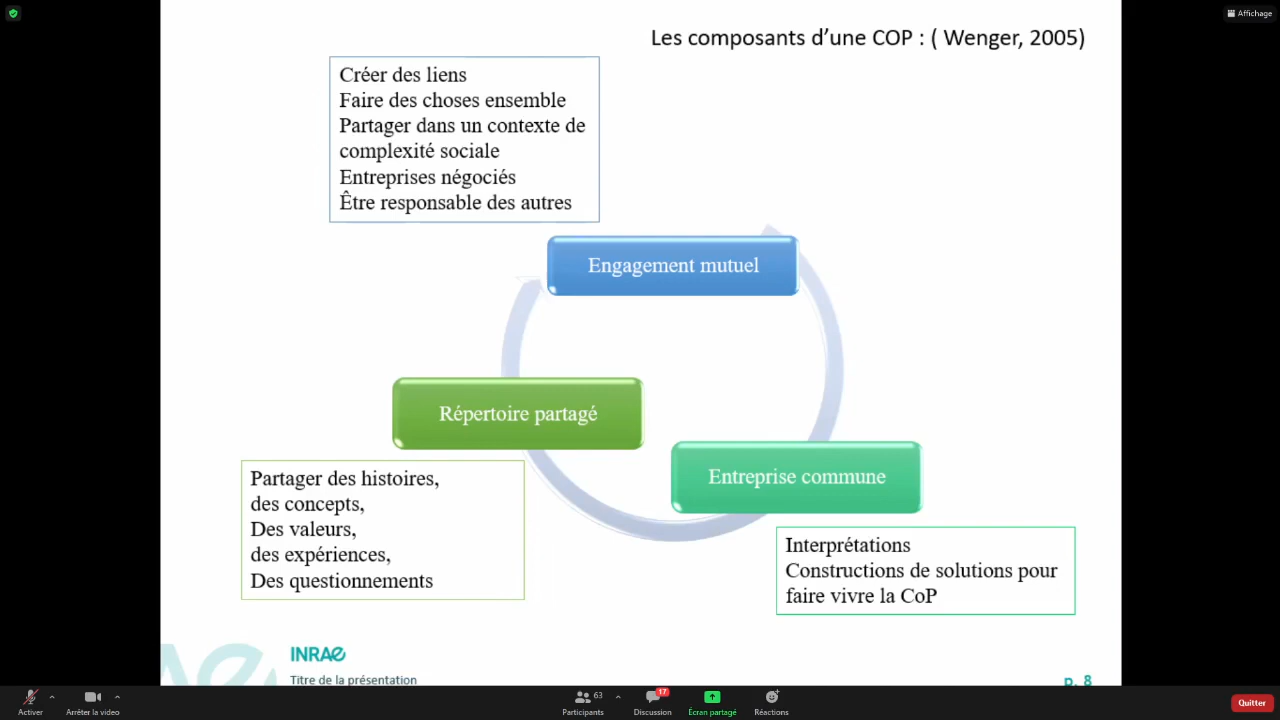 Affichage
Les composants d’une COP : ( Wenger, 2005)
Créer des liens
Faire des choses ensemble
Partager dans un contexte de
complexité sociale
Entreprises négociés
Être responsable des autres
Engagement mutuel
Répertoire partagé
Entreprise commune
Partager des histoires,
des concepts,
Des valeurs,
des expériences,
Des questionnements
Interprétations
Constructions de solutions pour
faire vivre la CoP
INRAE
Titre de la présentation
p. 8
Activer
Arrêter la video
63
Participants
17
Discussion
Écran partagé
Réactions
Quitter